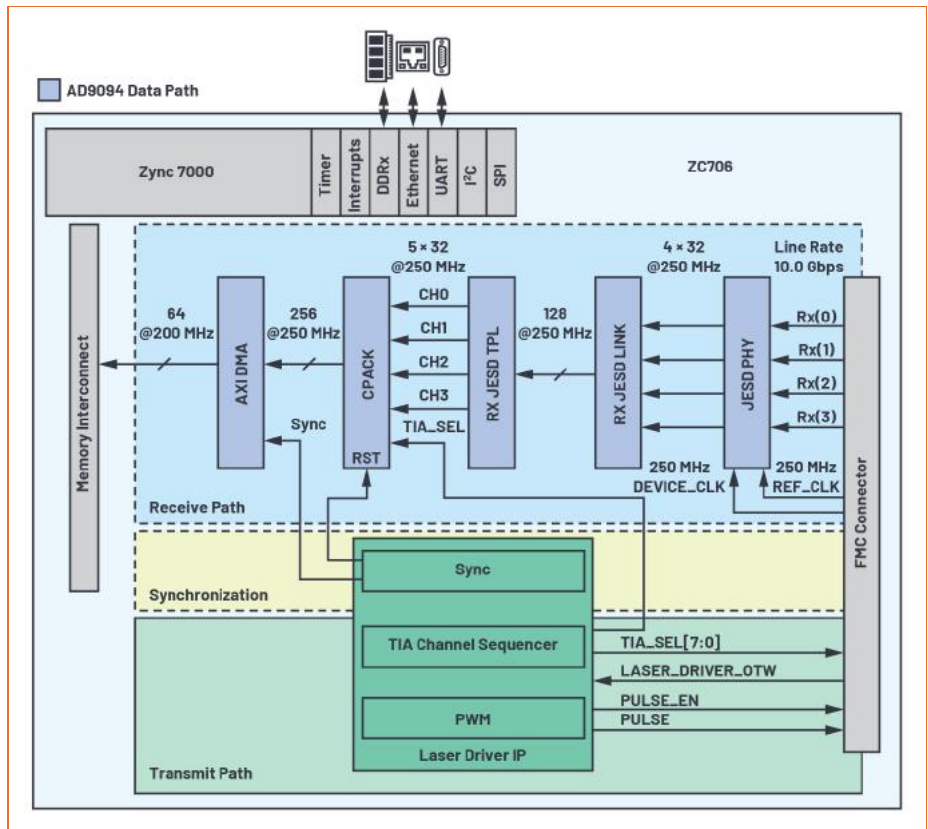 AD9094 Data Path
Zync 7000
Timer
Interrupts
DDRx
Ethernet
UART
I²C
SPI
ZC706
5 × 32
@250 MHz
4 × 32
@250 MHz
Line Rate
10.0 Gbps
64
@200 MHz
256
@250 MHz
128
@250 MHz
CH0
CH1
CH2
CH3
TIA_SEL
Rx(0)
Rx(1)
Rx(2)
Rx(3)
Memory Interconnect
AXI DMA
CPACK
RST
RX JESD TPL
RX JESD LINK
JESD PHY
FMC Connector
Sync
250 MHz
DEVICE_CLK
250 MHz
REF_CLK
Receive Path
Sync
Synchronization
TIA Channel Sequencer
TIA_SEL[7:0]
LASER_DRIVER_OTW
PULSE_EN
PWM
PULSE
Laser Driver IP
Transmit Path